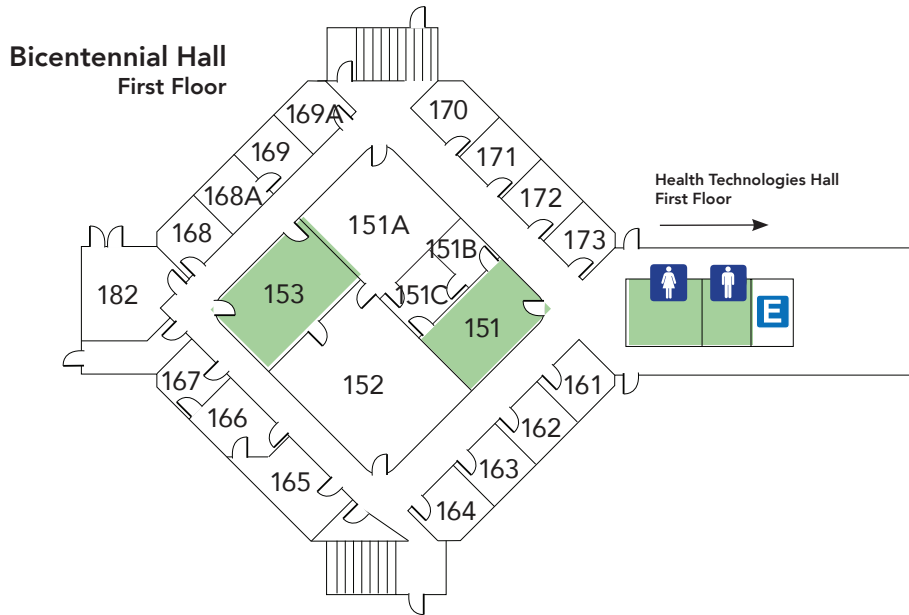 Bicentennial Hall
First Floor
169A
170
169
171
168A
172
Health Technologies Hall
First Floor
168
151A
151B
173
182
153
151C
151
E
152
167
161
166
162
165
163
164